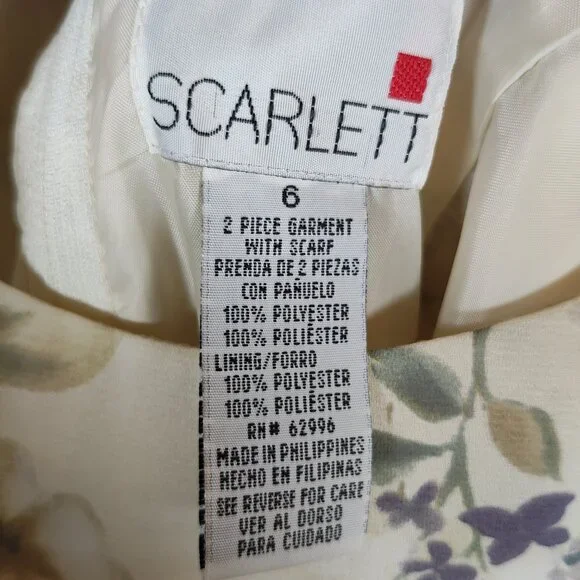 SCARLETT
6
2 PIECE GARMENT
WITH SCARF
PRENDA DE 2 PIEZAS
CON PAÑUELO
100% POLYESTER
100% POLIÉSTER
LINING/FORRO
100% POLYESTER
100% POLIÉSTER
RN# 62996
MADE IN PHILIPPINES
HECHO EN FILIPINAS
SEE REVERSE FOR CARE
VER AL DORSO
PARA CUIDADO